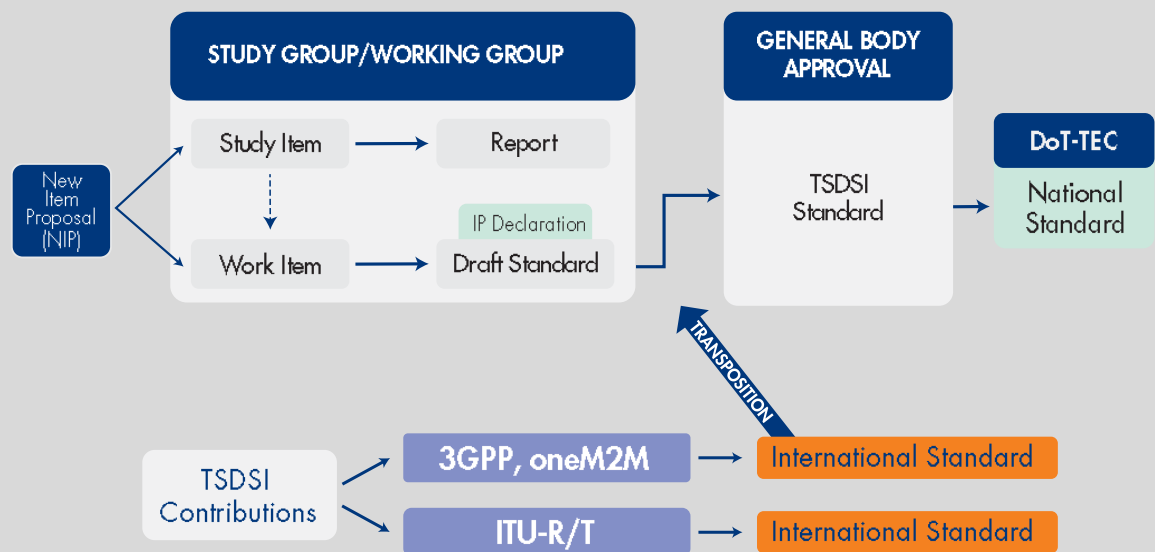 STUDY GROUP/WORKING GROUP
GENERAL BODY
APPROVAL
Study Item
Report
DoT-TEC
New
Item
Proposal
(NIP)
TSDSI
Standard
National
Standard
IP Declaration
Work Item
Draft Standard
TRANSPOSITION
3GPP, oneM2M
International Standard
TSDSI
Contributions
ITU-R/T
International Standard